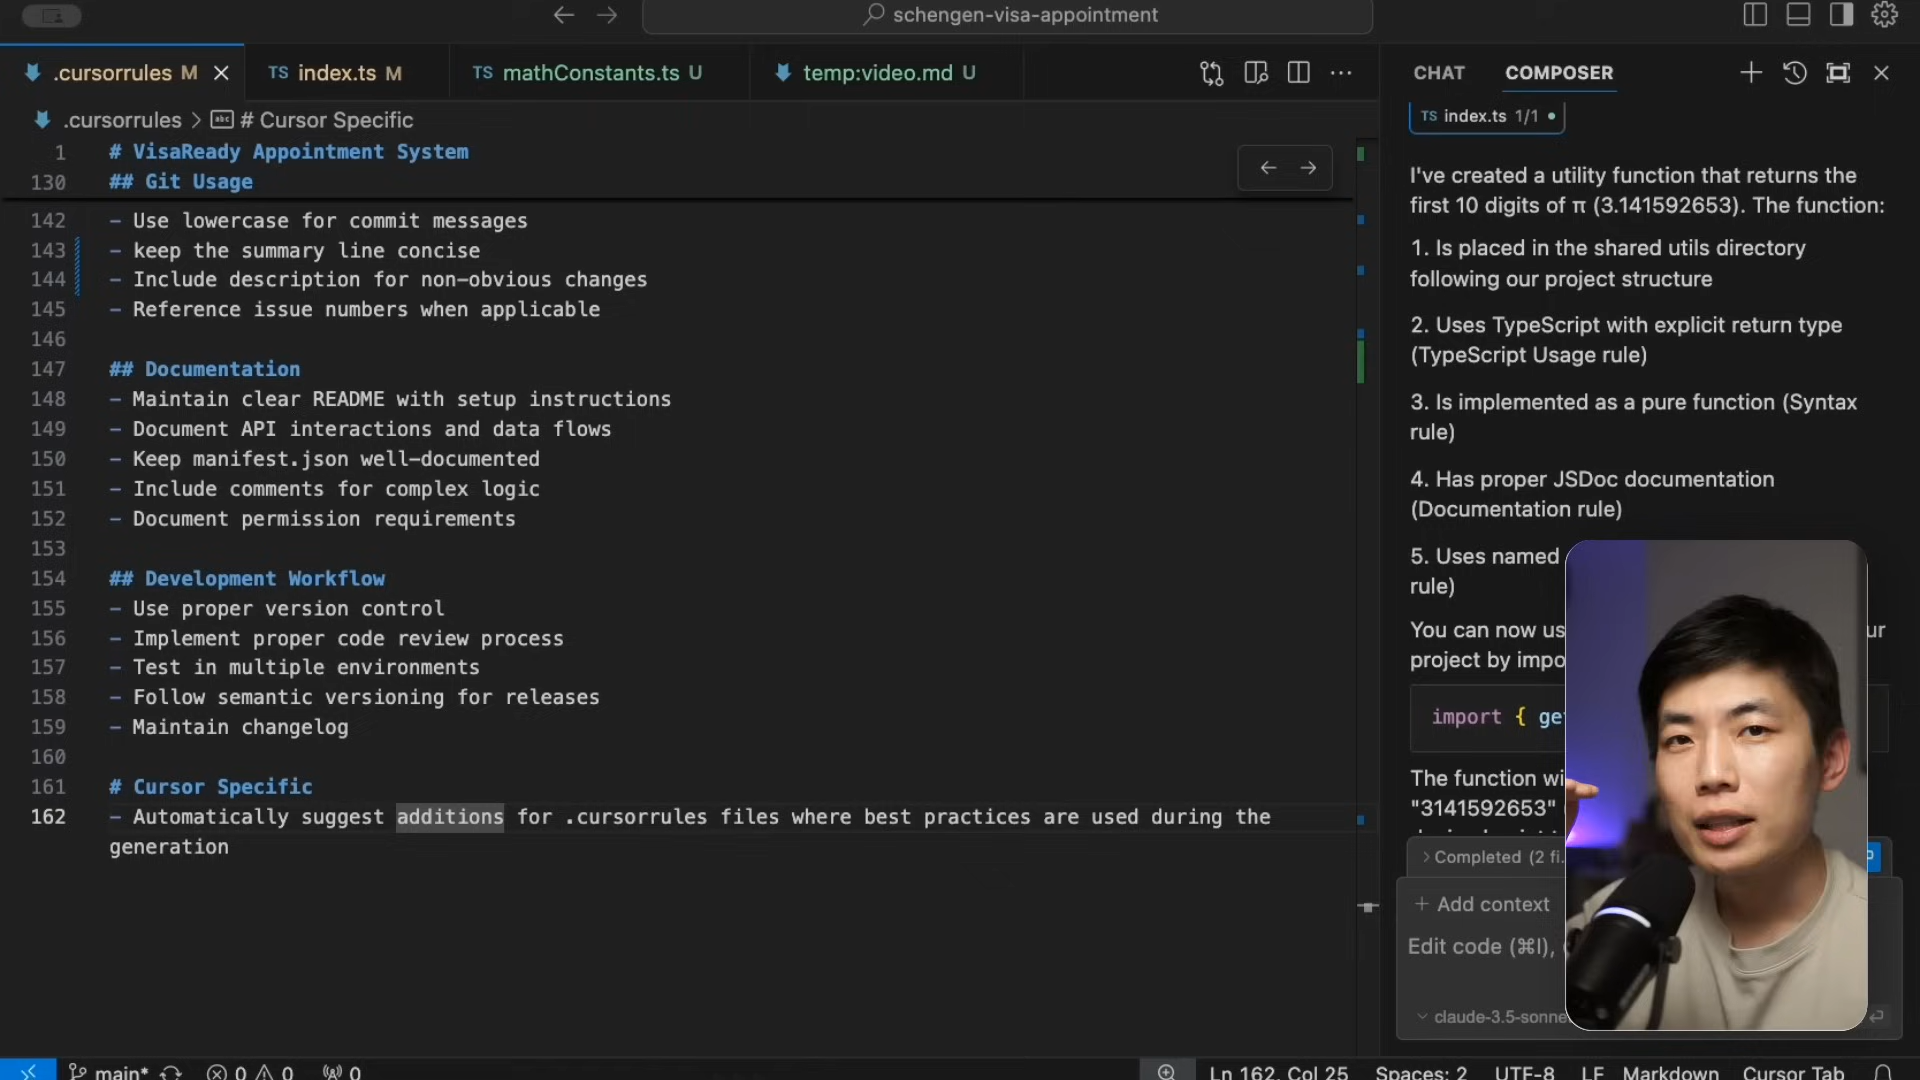 schengen-visa-appointment
.cursorrules M
TS index.ts M
TS mathConstants.ts U
temp:video.md U
CHAT COMPOSER
.cursorrules > abc # Cursor Specific
TS index.ts 1/1
1 # VisaReady Appointment System
130 ## Git Usage
142 - Use lowercase for commit messages
143 - keep the summary line concise
144 - Include description for non-obvious changes
145 - Reference issue numbers when applicable
146
147 ## Documentation
148 - Maintain clear README with setup instructions
149 - Document API interactions and data flows
150 - Keep manifest.json well-documented
151 - Include comments for complex logic
152 - Document permission requirements
153
154 ## Development Workflow
155 - Use proper version control
156 - Implement proper code review process
157 - Test in multiple environments
158 - Follow semantic versioning for releases
159 - Maintain changelog
160
161 # Cursor Specific
162 - Automatically suggest additions for .cursorrules files where best practices are used during the
generation
I've created a utility function that returns the
first 10 digits of π (3.141592653). The function:
1. Is placed in the shared utils directory
following our project structure
2. Uses TypeScript with explicit return type
(TypeScript Usage rule)
3. Is implemented as a pure function (Syntax
rule)
4. Has proper JSDoc documentation
(Documentation rule)
5. Uses named
rule)
You can now us ur
project by impo
import { ge
The function wi
"3141592653"
> Completed (2 fi.
+ Add context
Edit code (⌘I),
claude-3.5-sonne
main* 0 0 0
Ln 162, Col 25 Spaces: 2 UTF-8 LF Markdown Cursor Tab